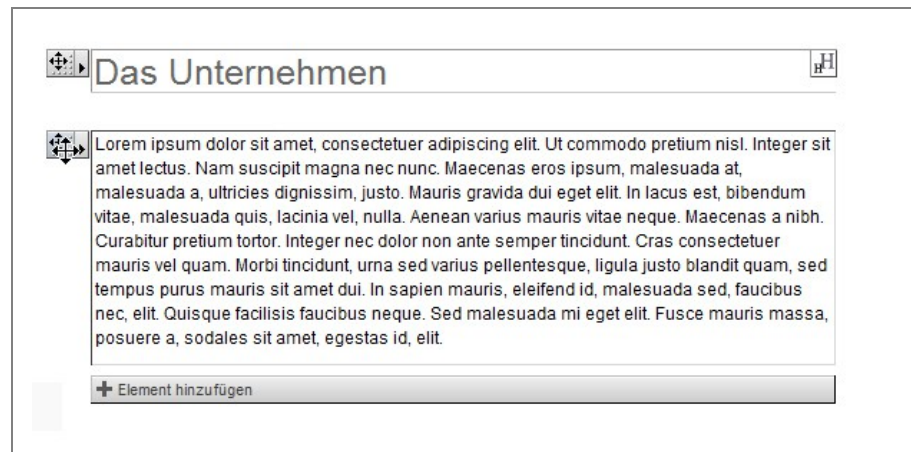 Das Unternehmen
HH
Lorem ipsum dolor sit amet, consectetuer adipiscing elit. Ut commodo pretium nisl. Integer sit
amet lectus. Nam suscipit magna nec nunc. Maecenas eros ipsum, malesuada at,
malesuada a, ultricies dignissim, justo. Mauris gravida dui eget elit. In lacus est, bibendum
vitae, malesuada quis, lacinia vel, nulla. Aenean varius mauris vitae neque. Maecenas a nibh.
Curabitur pretium tortor. Integer nec dolor non ante semper tincidunt. Cras consectetuer
mauris vel quam. Morbi tincidunt, urna sed varius pellentesque, ligula justo blandit quam, sed
tempus purus mauris sit amet dui. In sapien mauris, eleifend id, malesuada sed, faucibus
nec, elit. Quisque facilisis faucibus neque. Sed malesuada mi eget elit. Fusce mauris massa,
posuere a, sodales sit amet, egestas id, elit.
Element hinzufügen